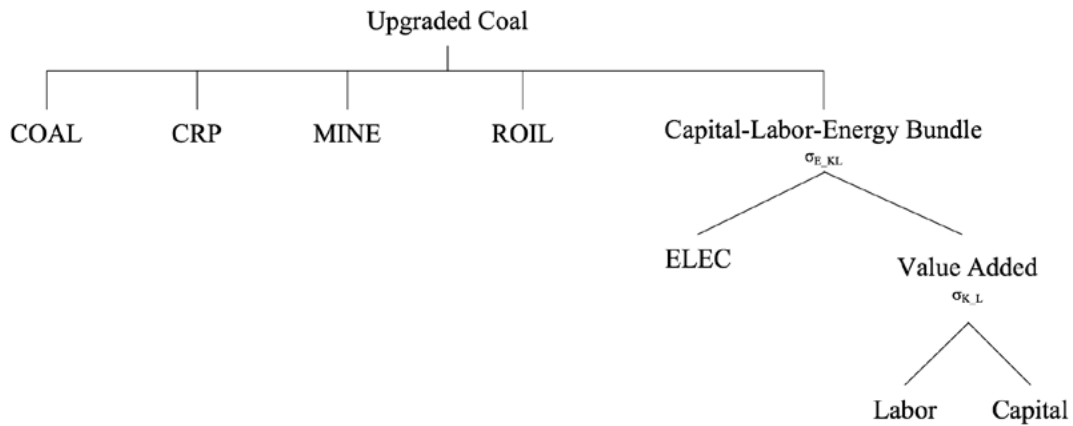 Upgraded Coal
COAL CRP MINE ROIL Capital-Labor-Energy Bundle
σE_KL
ELEC
Value Added
σK_L
Labor Capital